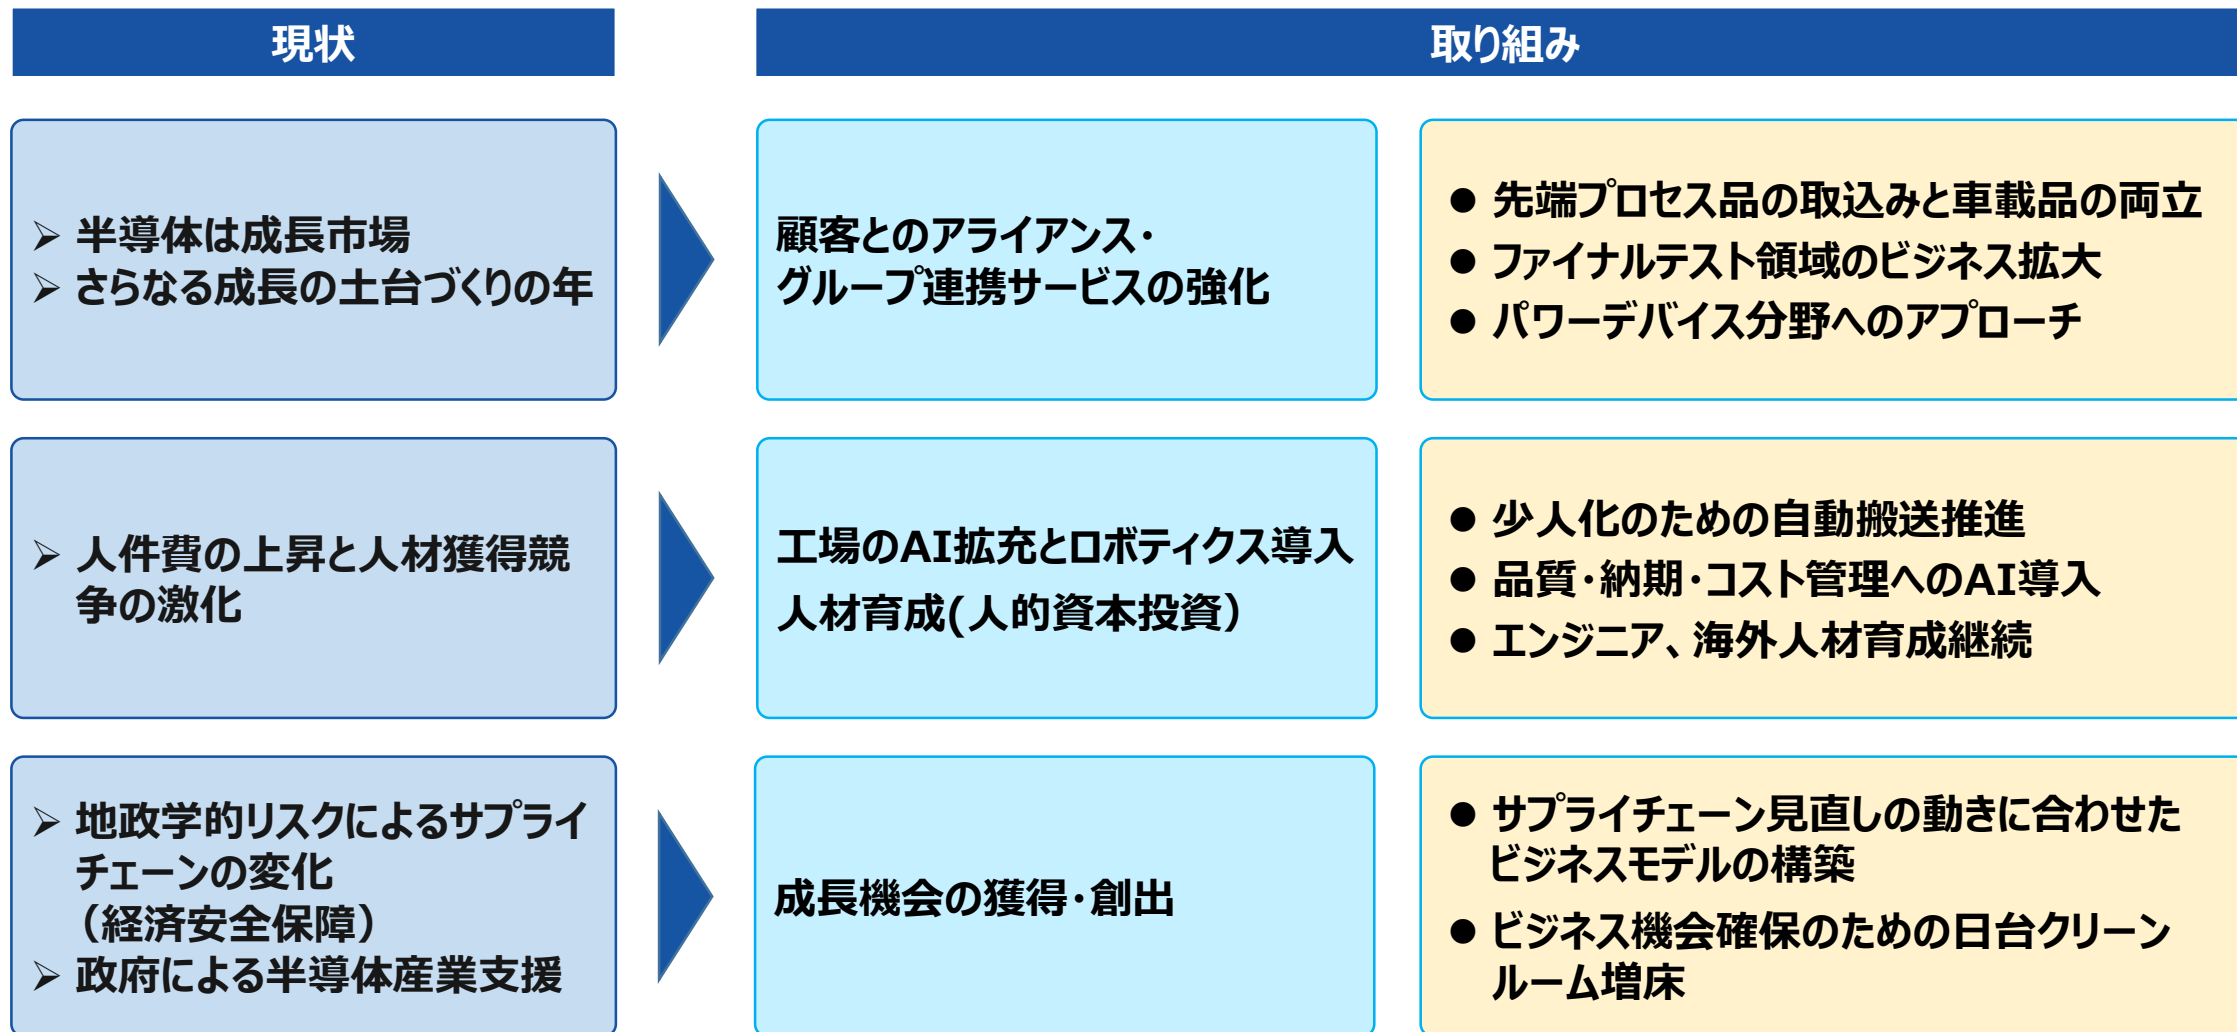 現状
取り組み
➢ 半導体は成長市場
➢ さらなる成長の土台づくりの年
顧客とのアライアンス・
グループ連携サービスの強化
● 先端プロセス品の取込みと車載品の両立
● ファイナルテスト領域のビジネス拡大
● パワーデバイス分野へのアプローチ
➢ 人件費の上昇と人材獲得競
争の激化
工場のAI拡充とロボティクス導入
人材育成(人的資本投資）
● 少人化のための自動搬送推進
● 品質・納期・コスト管理へのAI導入
● エンジニア、海外人材育成継続
➢ 地政学的リスクによるサプライ
チェーンの変化
（経済安全保障）
➢ 政府による半導体産業支援
成長機会の獲得・創出
● サプライチェーン見直しの動きに合わせた
ビジネスモデルの構築
● ビジネス機会確保のための日台クリーン
ルーム増床